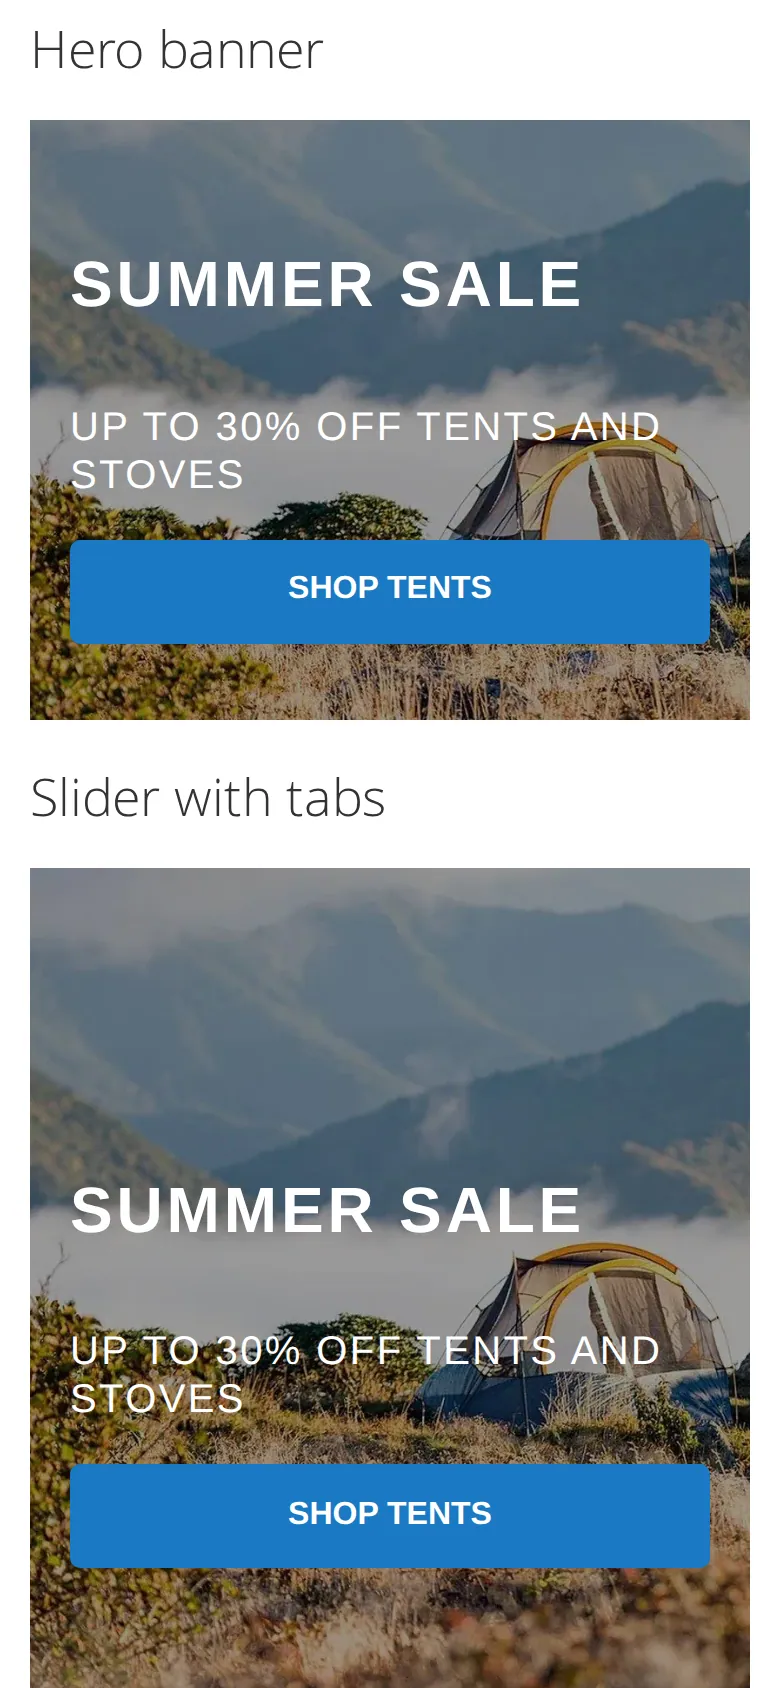 Hero banner
SUMMER SALE
UP TO 30% OFF TENTS AND
STOVES
SHOP TENTS
Slider with tabs
SUMMER SALE
UP TO 30% OFF TENTS AND
STOVES
SHOP TENTS